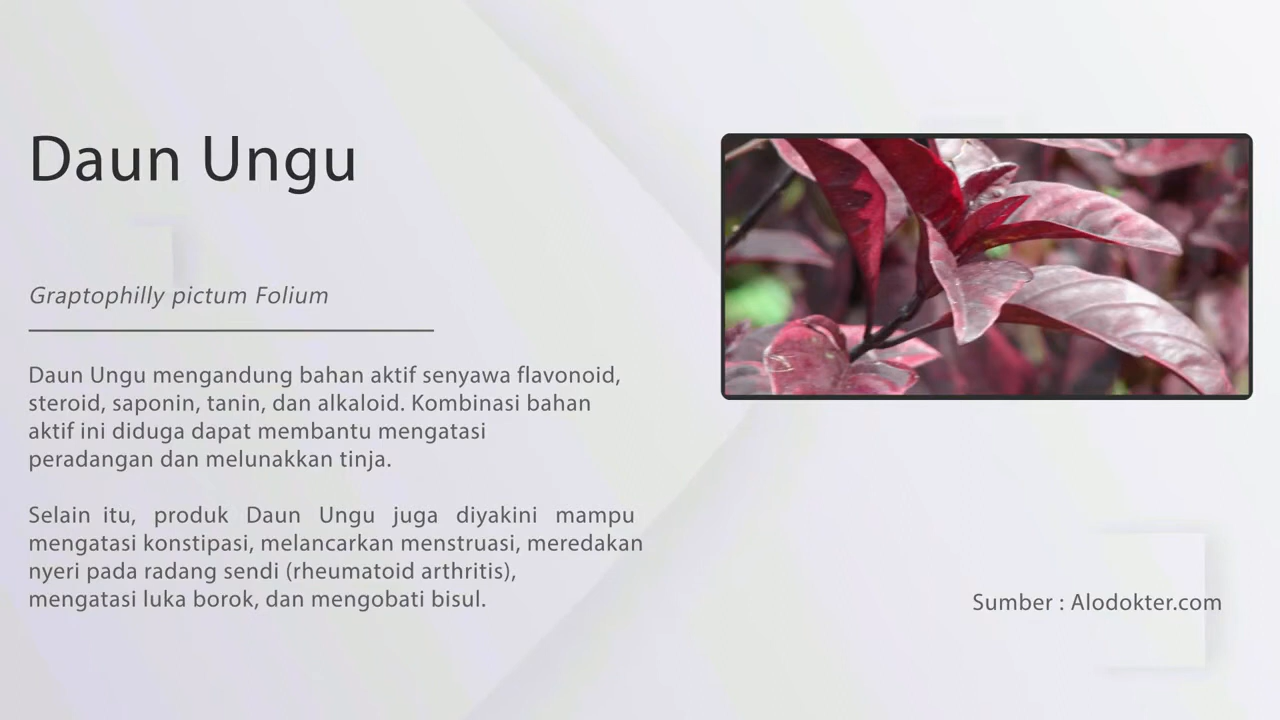 Daun Ungu
Graptophilly pictum Folium
Daun Ungu mengandung bahan aktif senyawa flavonoid,
steroid, saponin, tanin, dan alkaloid. Kombinasi bahan
aktif ini diduga dapat membantu mengatasi
peradangan dan melunakkan tinja.
Selain itu, produk Daun Ungu juga diyakini mampu
mengatasi konstipasi, melancarkan menstruasi, meredakan
nyeri pada radang sendi (rheumatoid arthritis),
mengatasi luka borok, dan mengobati bisul.
Sumber : Alodokter.com